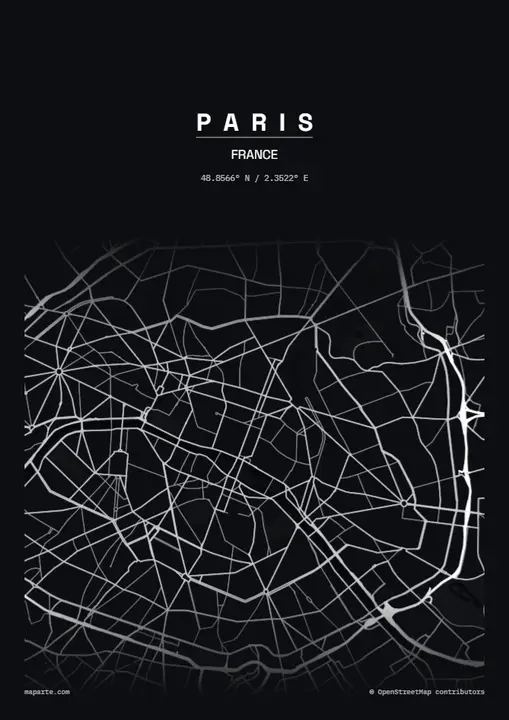 PARIS
FRANCE
48.8566° N / 2.3522° E
maparte.com
© OpenStreetMap contributors